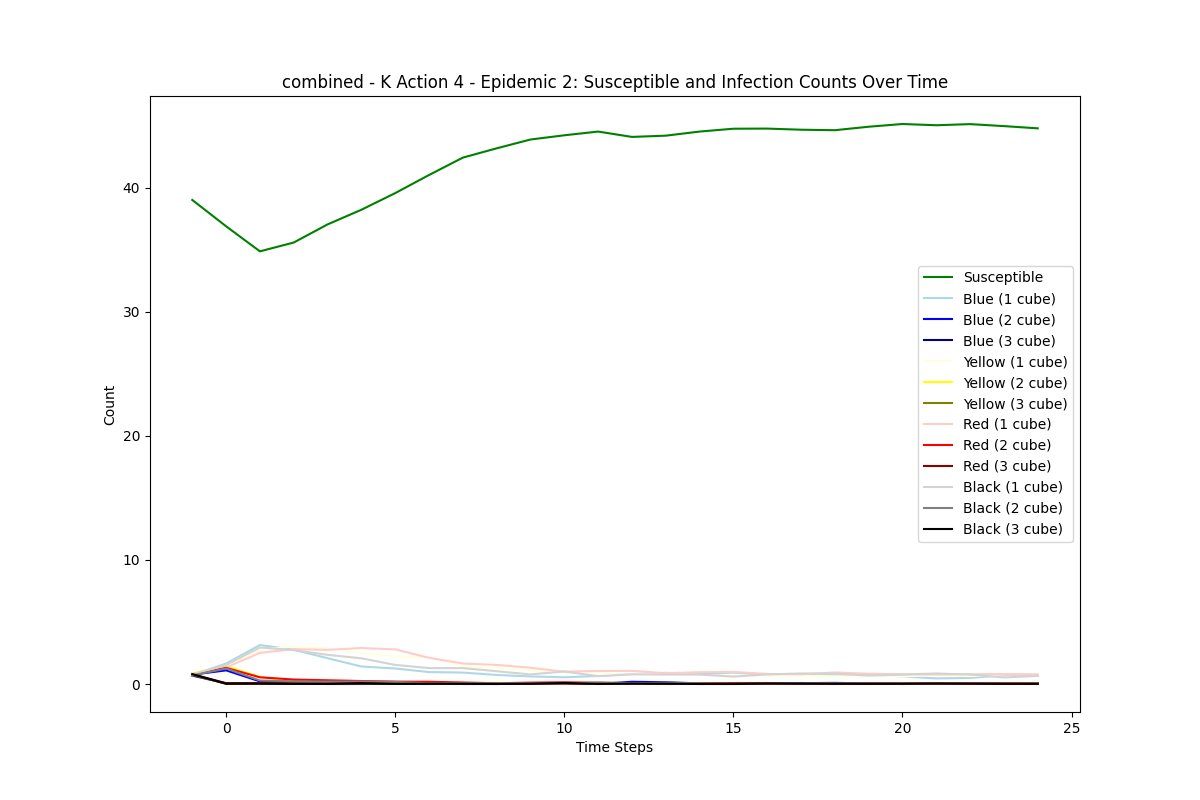 combined - K Action 4 - Epidemic 2: Susceptible and Infection Counts Over Time
Count
40
30
20
10
0
Susceptible
Blue (1 cube)
Blue (2 cube)
Blue (3 cube)
Yellow (1 cube)
Yellow (2 cube)
Yellow (3 cube)
Red (1 cube)
Red (2 cube)
Red (3 cube)
Black (1 cube)
Black (2 cube)
Black (3 cube)
0 5 10 15 20 25
Time Steps